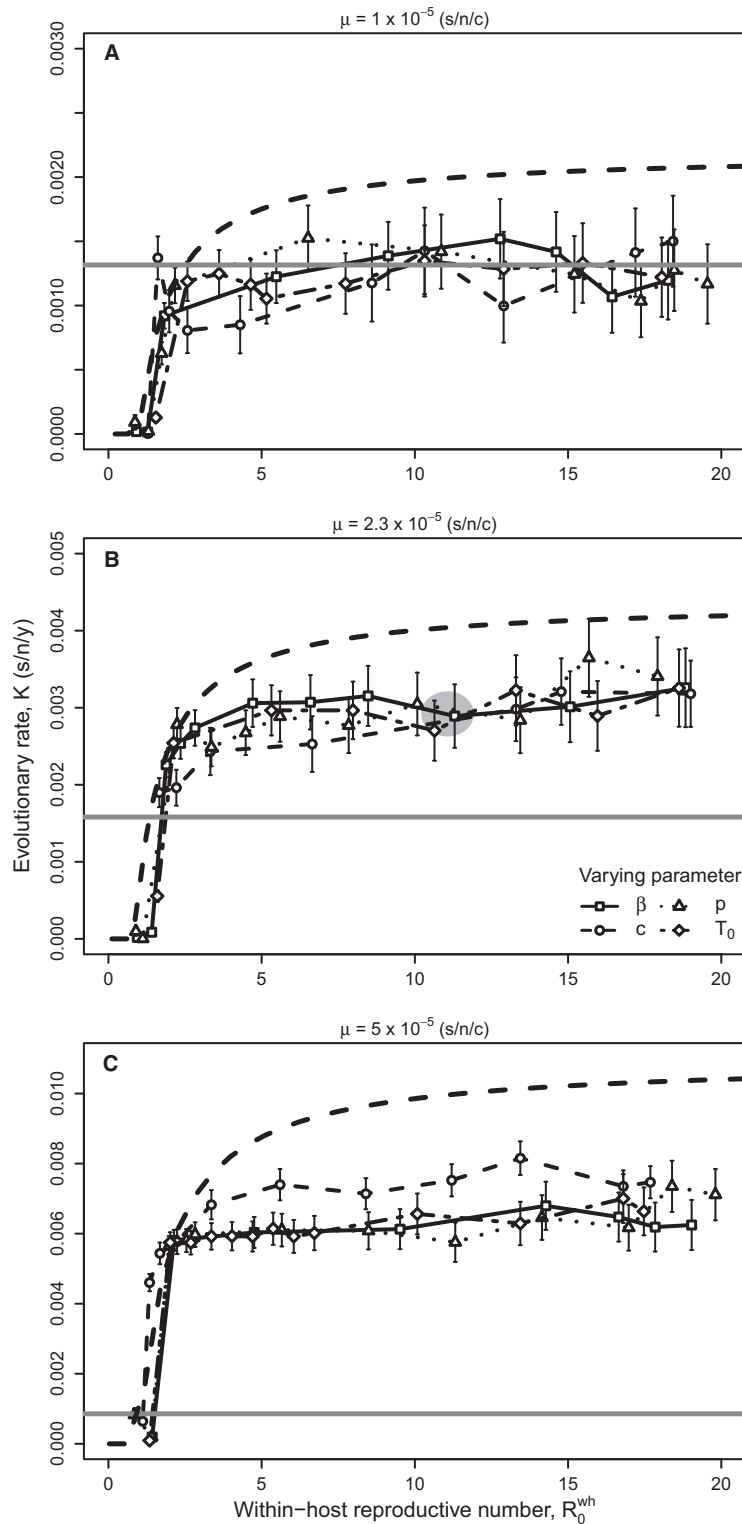 μ = 1 x 10⁻⁵ (s/n/c)
A
0.0030
0.0020
0.0010
0.0000
0 5 10 15 20
μ = 2.3 x 10⁻⁵ (s/n/c)
B
0.005
0.004
0.003
0.002
0.001
0.000
Evolutionary rate, K (s/n/y)
Varying parameter
β p
c T₀
0 5 10 15 20
μ = 5 x 10⁻⁵ (s/n/c)
C
0.010
0.008
0.006
0.004
0.002
0.000
0 5 10 15 20
Within−host reproductive number, R₀ʷʰ